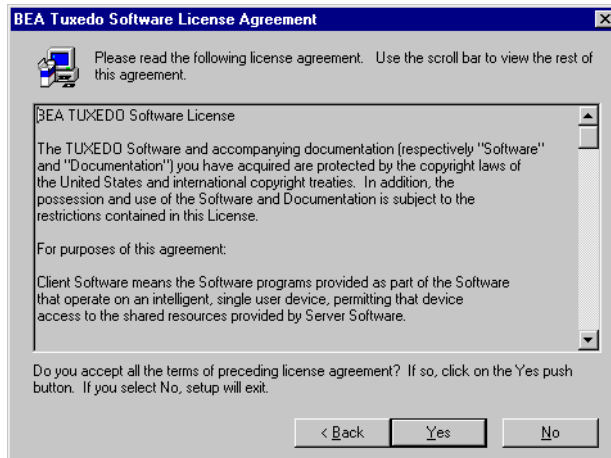 BEA Tuxedo Software License Agreement
Please read the following license agreement. Use the scroll bar to view the rest of
this agreement.
BEA TUXEDO Software License
The TUXEDO Software and accompanying documentation (respectively "Software"
and "Documentation") you have acquired are protected by the copyright laws of
the United States and international copyright treaties. In addition, the
possession and use of the Software and Documentation is subject to the
restrictions contained in this License.
For purposes of this agreement:
Client Software means the Software programs provided as part of the Software
that operate on an intelligent, single user device, permitting that device
access to the shared resources provided by Server Software.
Do you accept all the terms of preceding license agreement? If so, click on the Yes push
button. If you select No, setup will exit.
< Back
Yes
No